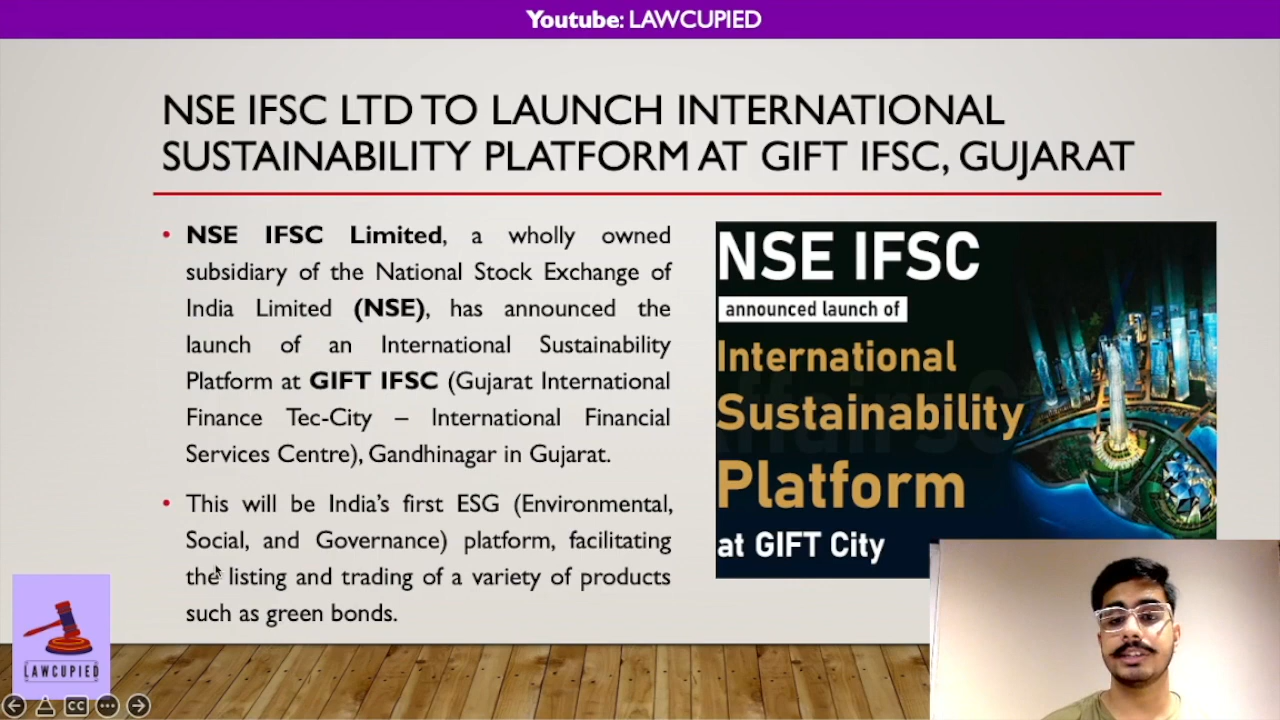 Youtube: LAWCUPIED
NSE IFSC LTD TO LAUNCH INTERNATIONAL
SUSTAINABILITY PLATFORM AT GIFT IFSC, GUJARAT
• NSE IFSC Limited, a wholly owned
subsidiary of the National Stock Exchange of
India Limited (NSE), has announced the
launch of an International Sustainability
Platform at GIFT IFSC (Gujarat International
Finance Tec-City – International Financial
Services Centre), Gandhinagar in Gujarat.
• This will be India's first ESG (Environmental,
Social, and Governance) platform, facilitating
the listing and trading of a variety of products
such as green bonds.
NSE IFSC
announced launch of
International
Sustainability
Platform
at GIFT City
LAWCUPIED
CC